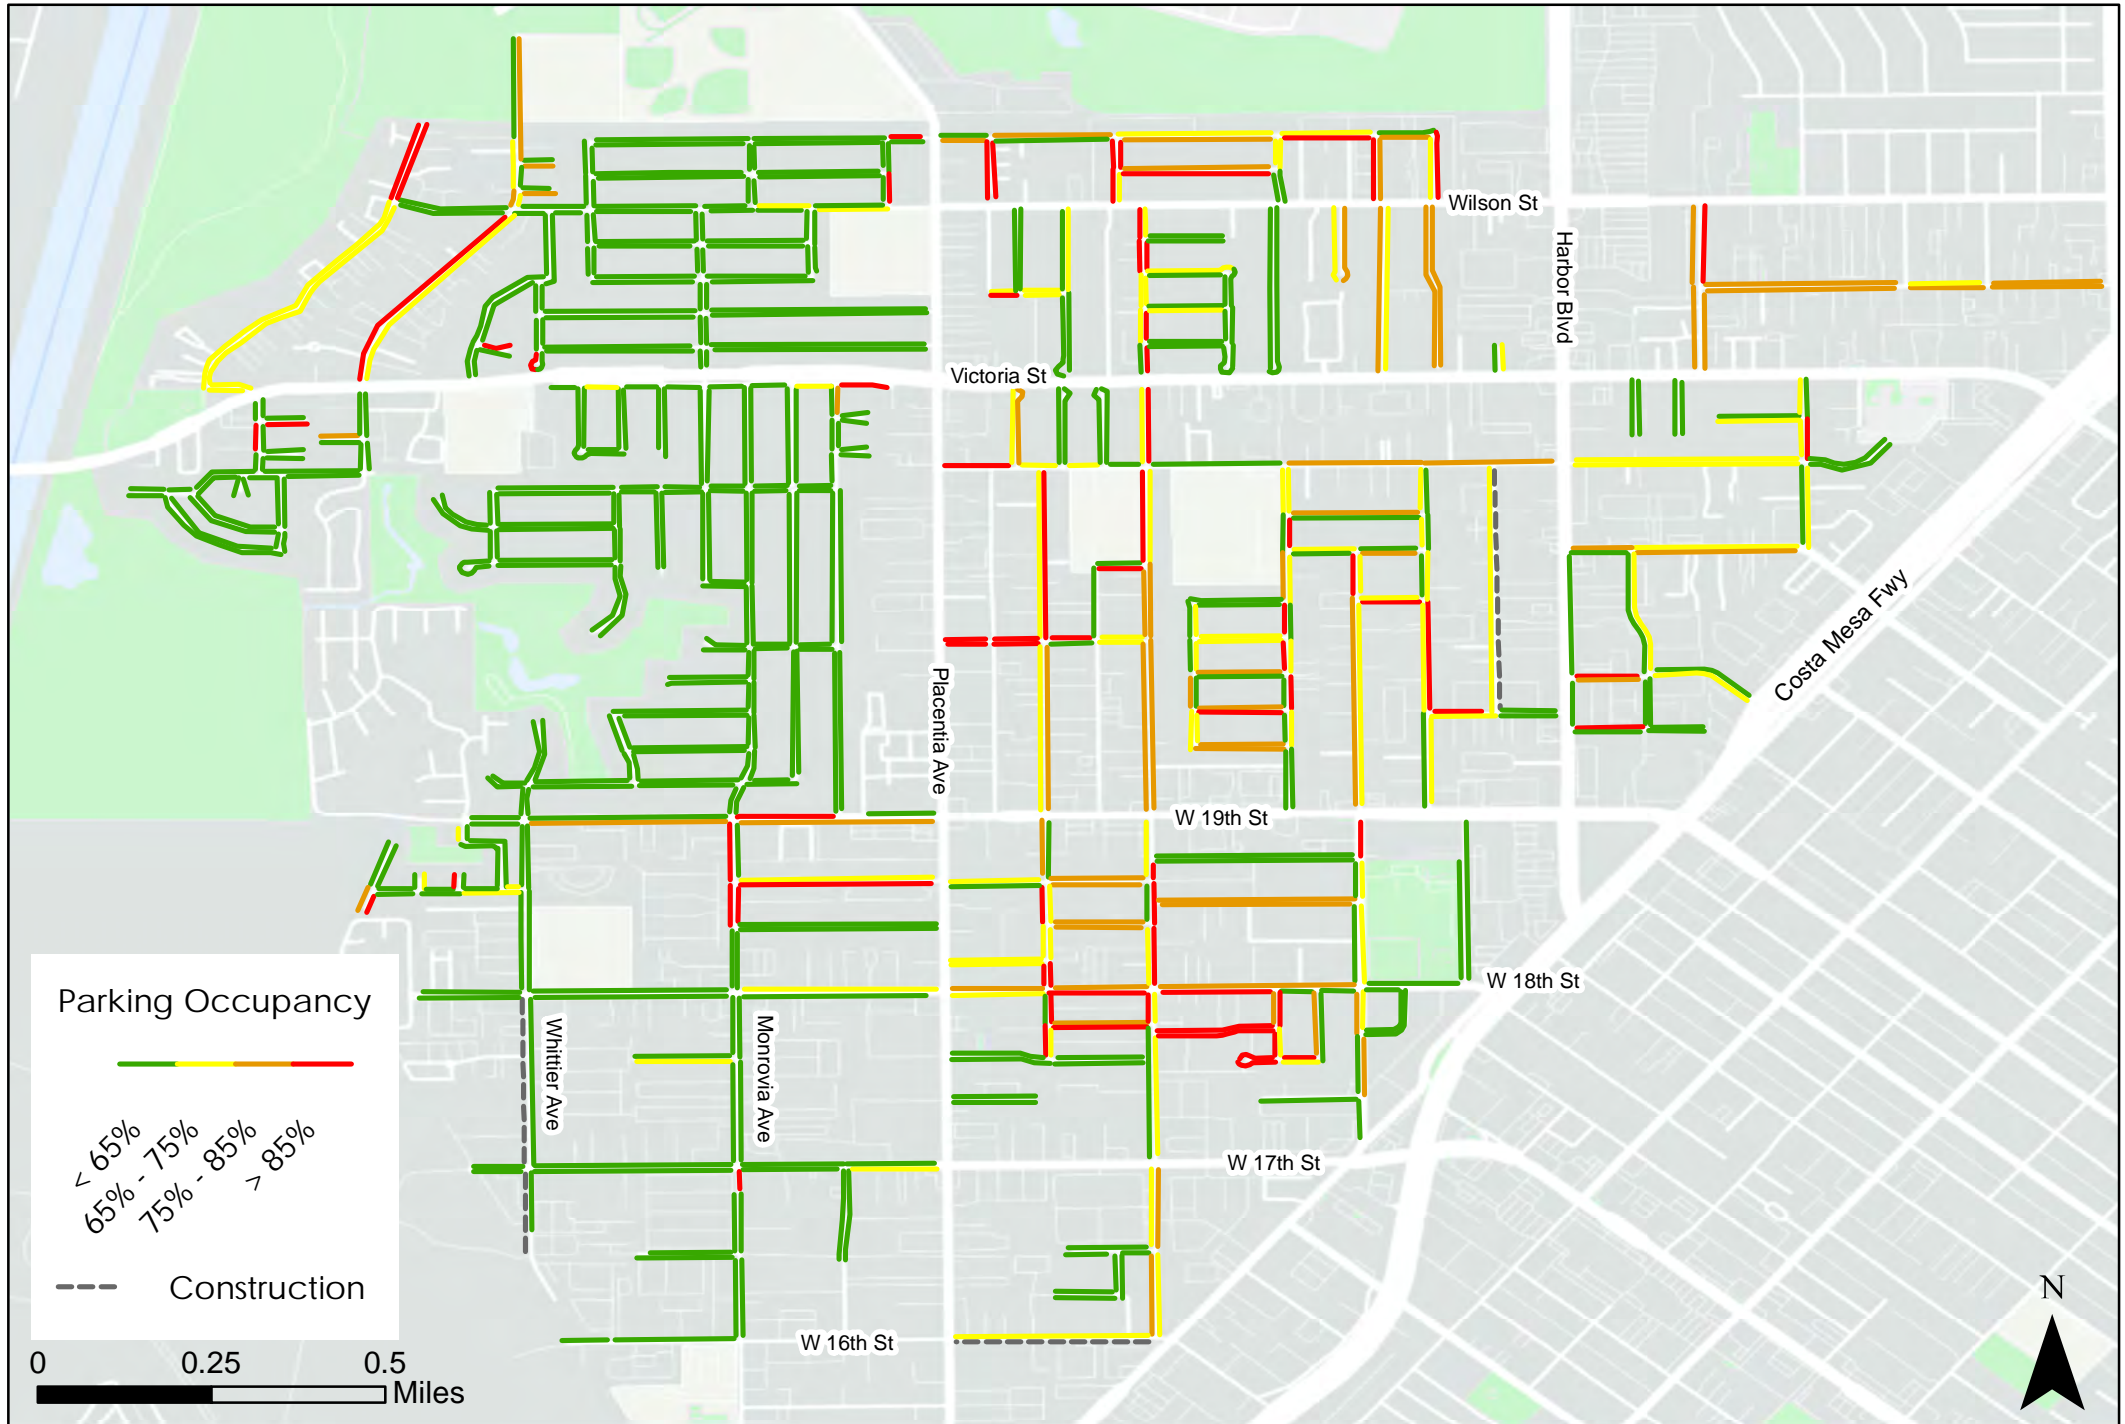 Wilson St
Harbor Blvd
Victoria St
Costa Mesa Fwy
Placentia Ave
W 19th St
W 18th St
Parking Occupancy
< 65%
65% - 75%
75% - 85%
> 85%
Construction
Whittier Ave
Monrovia Ave
W 17th St
W 16th St
N
0 0.25 0.5
Miles